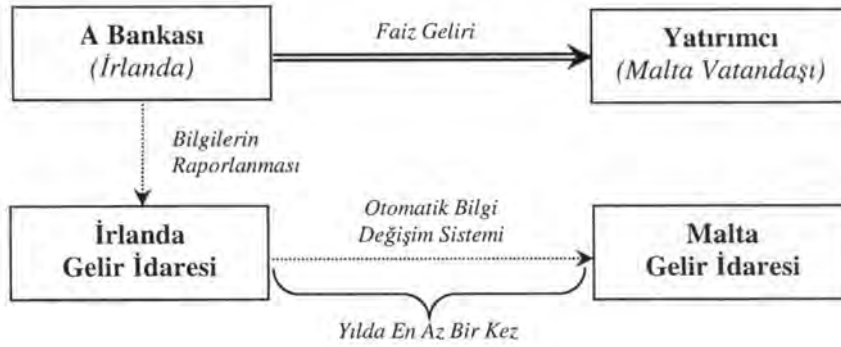 A Bankası
(İrlanda)
Faiz Geliri
Yatırımcı
(Malta Vatandaşı)
Bilgilerin
Raporlanması
İrlanda
Gelir İdaresi
Otomatik Bilgi
Değişim Sistemi
Malta
Gelir İdaresi
Yılda En Az Bir Kez